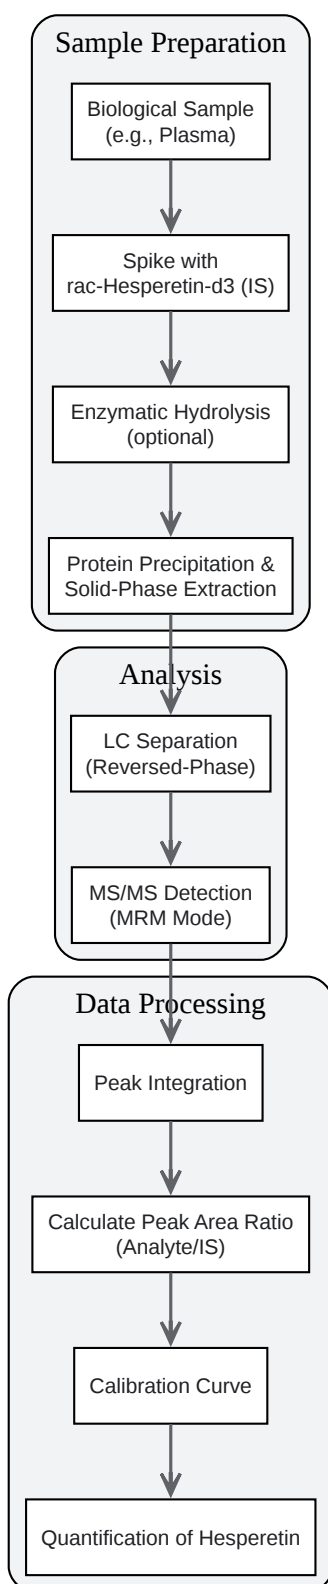 Sample Preparation
Biological Sample
(e.g., Plasma)
Spike with
rac-Hesperetin-d3 (IS)
Enzymatic Hydrolysis
(optional)
Protein Precipitation &
Solid-Phase Extraction
Analysis
LC Separation
(Reversed-Phase)
MS/MS Detection
(MRM Mode)
Data Processing
Peak Integration
Calculate Peak Area Ratio
(Analyte/IS)
Calibration Curve
Quantification of Hesperetin